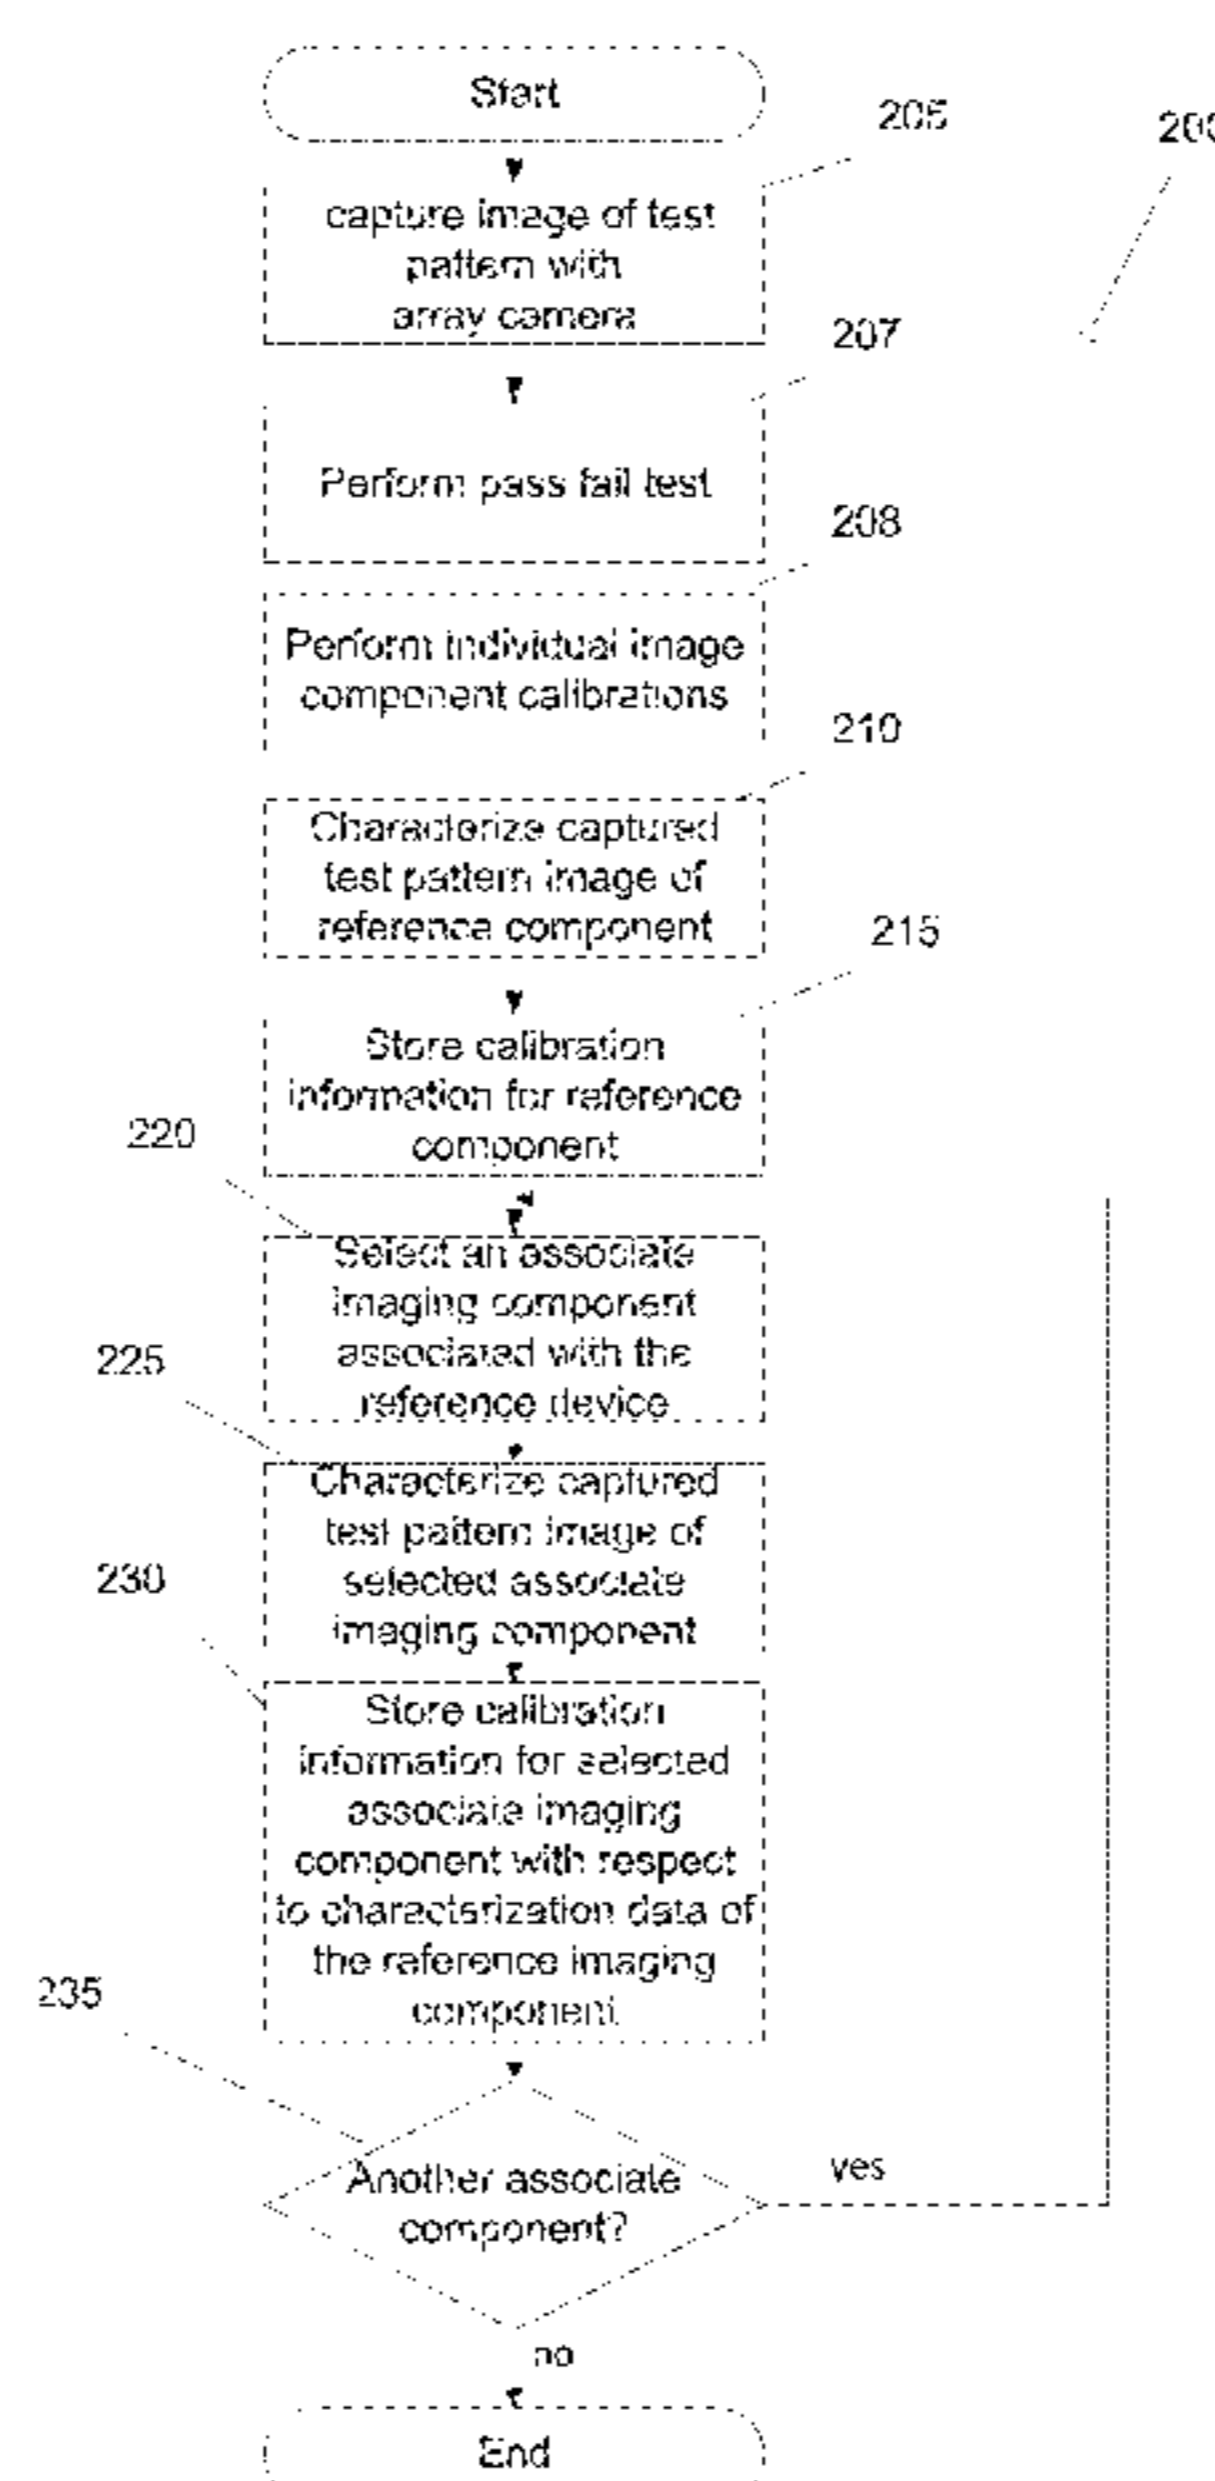 Start
205
200
capture image of test
pattern with
array camera
207
Perform pass fail test
208
Perform individual image
component calibrations
210
Characterize captured
test pattern image of
reference component
215
Store calibration
information for reference
component
220
Select an associate
imaging component
associated with the
reference device
225
Characterize captured
test pattern image of
selected associate
imaging component
230
Store calibration
information for selected
associate imaging
component with respect
to characterization data of
the reference imaging
component
235
Another associate
component?
yes
no
End